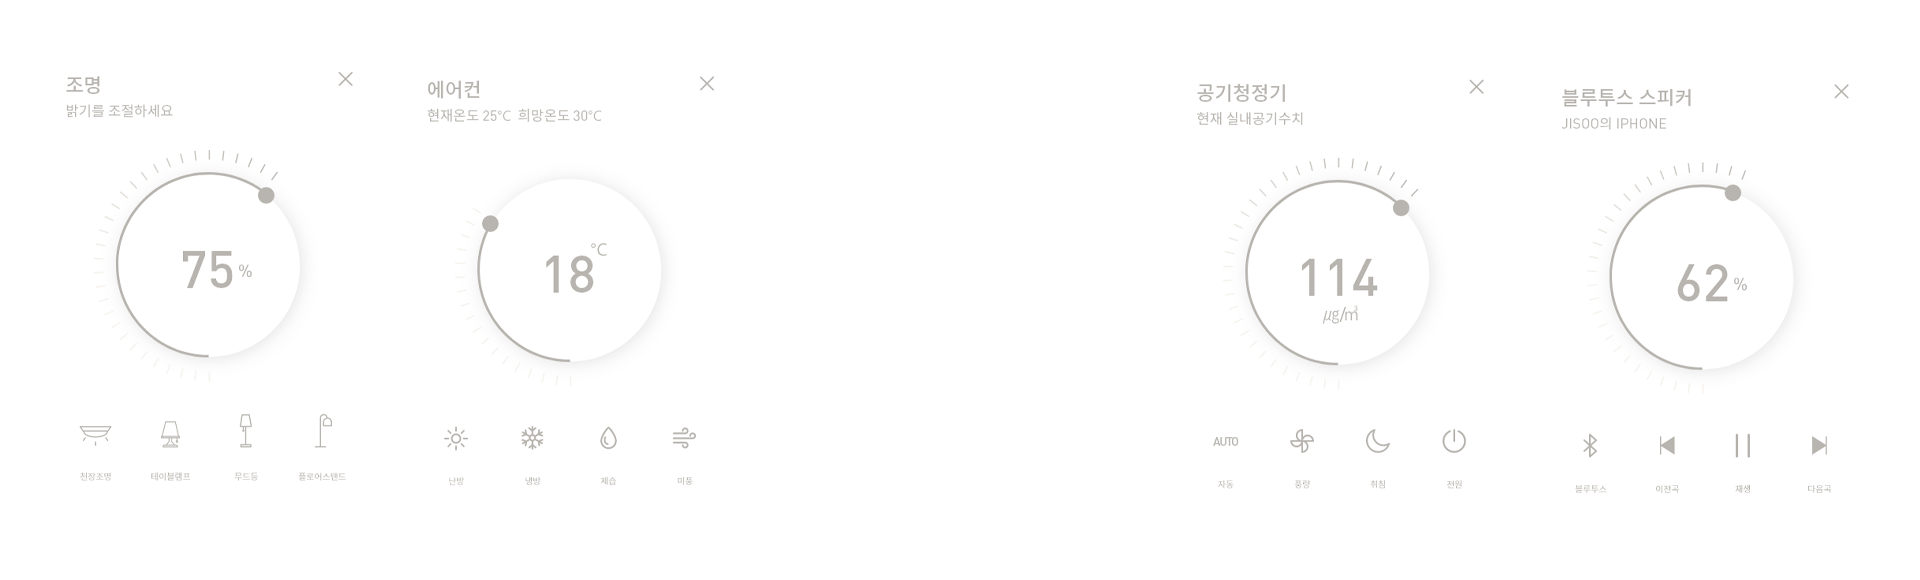 조명
밝기를 조절하세요
75 %
천장조명
테이블램프
무드등
플로어스탠드
에어컨
현재온도 25°C 희망온도 30°C
18 °C
난방
냉방
제습
미풍
공기청정기
현재 실내공기수치
114
μg/m³
AUTO
자동
풍량
취침
전원
블루투스 스피커
JISOO의 IPHONE
62 %
블루투스
이전곡
재생
다음곡